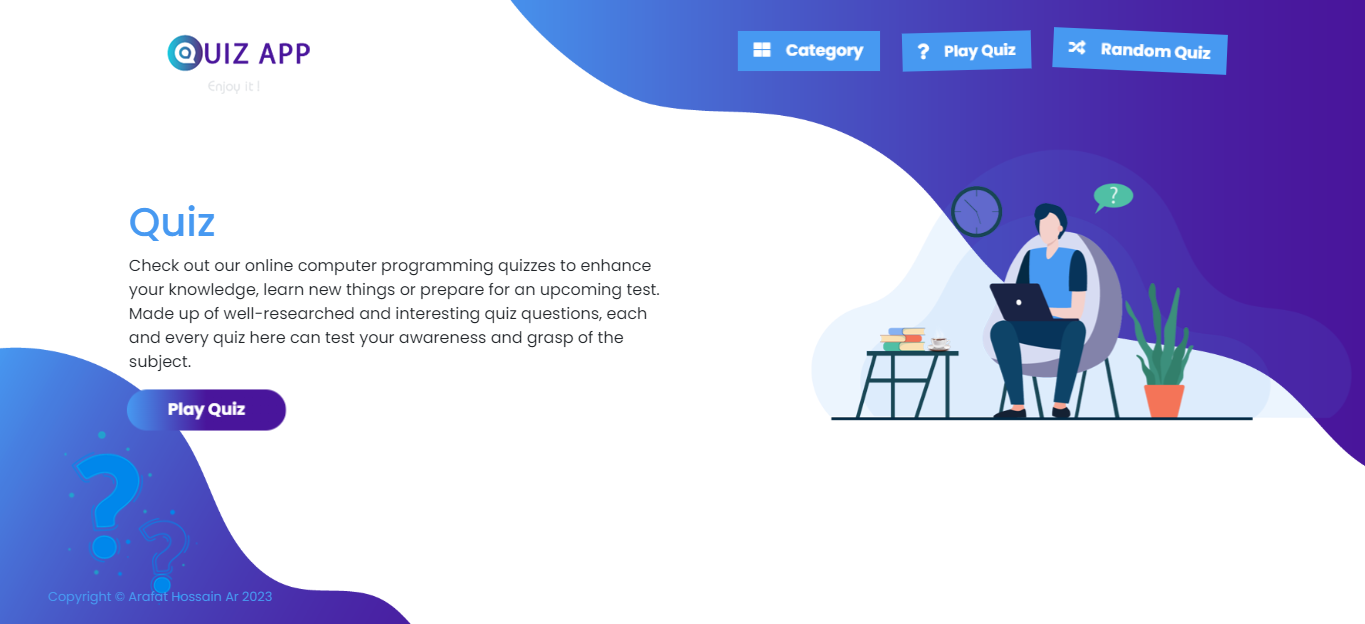 QUIZ APP
Enjoy it !
Category
? Play Quiz
Random Quiz
?
Quiz
Check out our online computer programming quizzes to enhance
your knowledge, learn new things or prepare for an upcoming test.
Made up of well-researched and interesting quiz questions, each
and every quiz here can test your awareness and grasp of the
subject.
Play Quiz
?
?
Copyright © Arafat Hossain Ar 2023